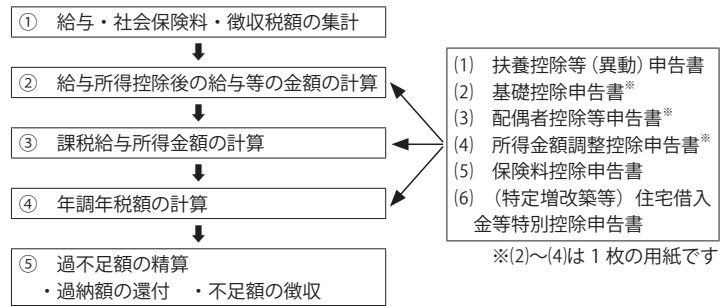 ① 給与・社会保険料・徴収税額の集計
② 給与所得控除後の給与等の金額の計算
③ 課税給与所得金額の計算
④ 年調年税額の計算
⑤ 過不足額の精算
・過納額の還付 ・不足額の徴収
⑴ 扶養控除等(異動)申告書
⑵ 基礎控除申告書※
⑶ 配偶者控除等申告書※
⑷ 所得金額調整控除申告書※
⑸ 保険料控除申告書
⑹ (特定増改築等)住宅借入
金等特別控除申告書
※⑵〜⑷は 1 枚の用紙です